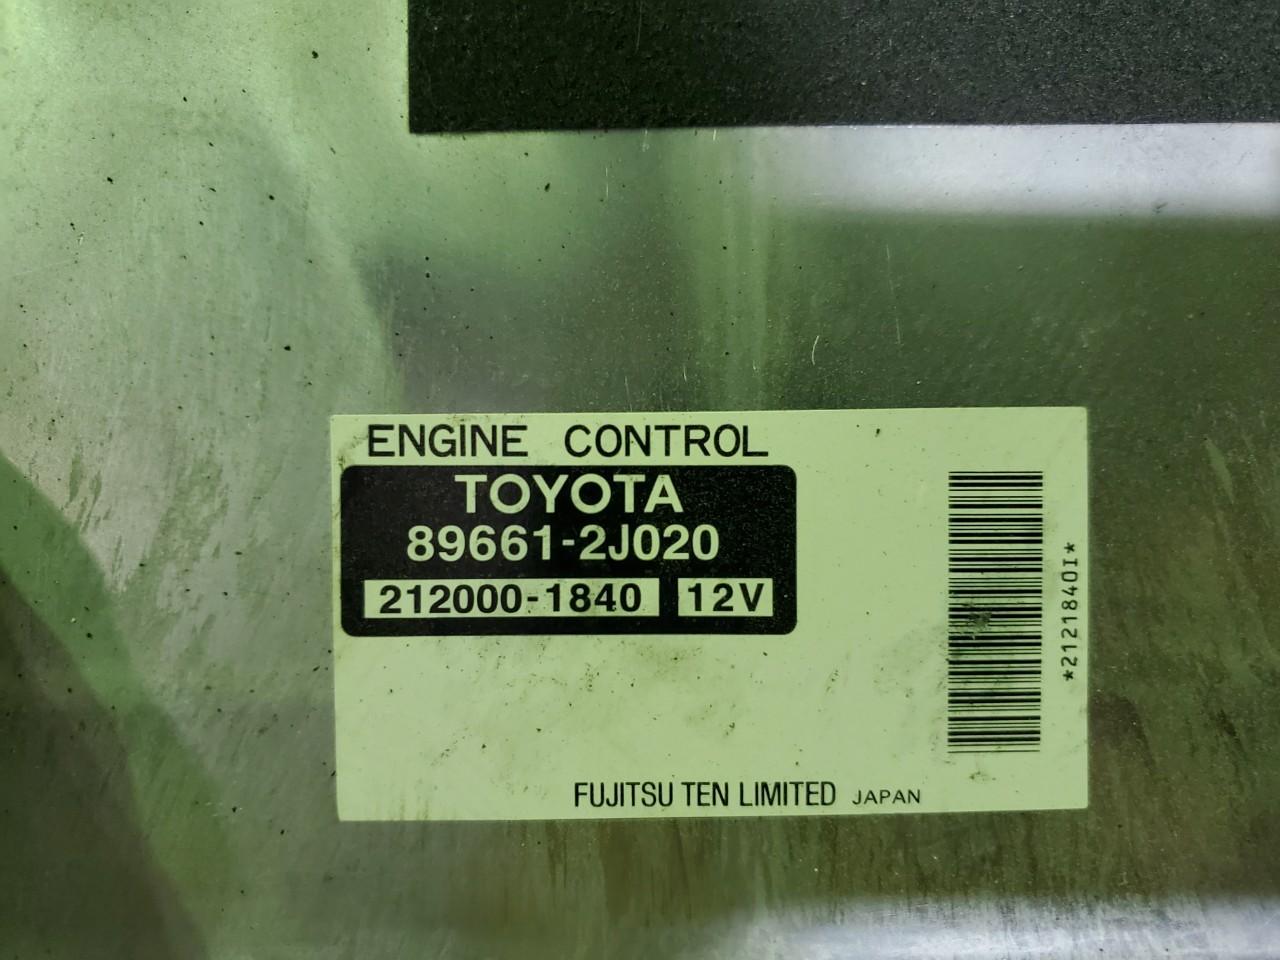 ENGINE CONTROL
TOYOTA
89661-2J020
212000-1840 12V
*2121840I*
FUJITSU TEN LIMITED JAPAN